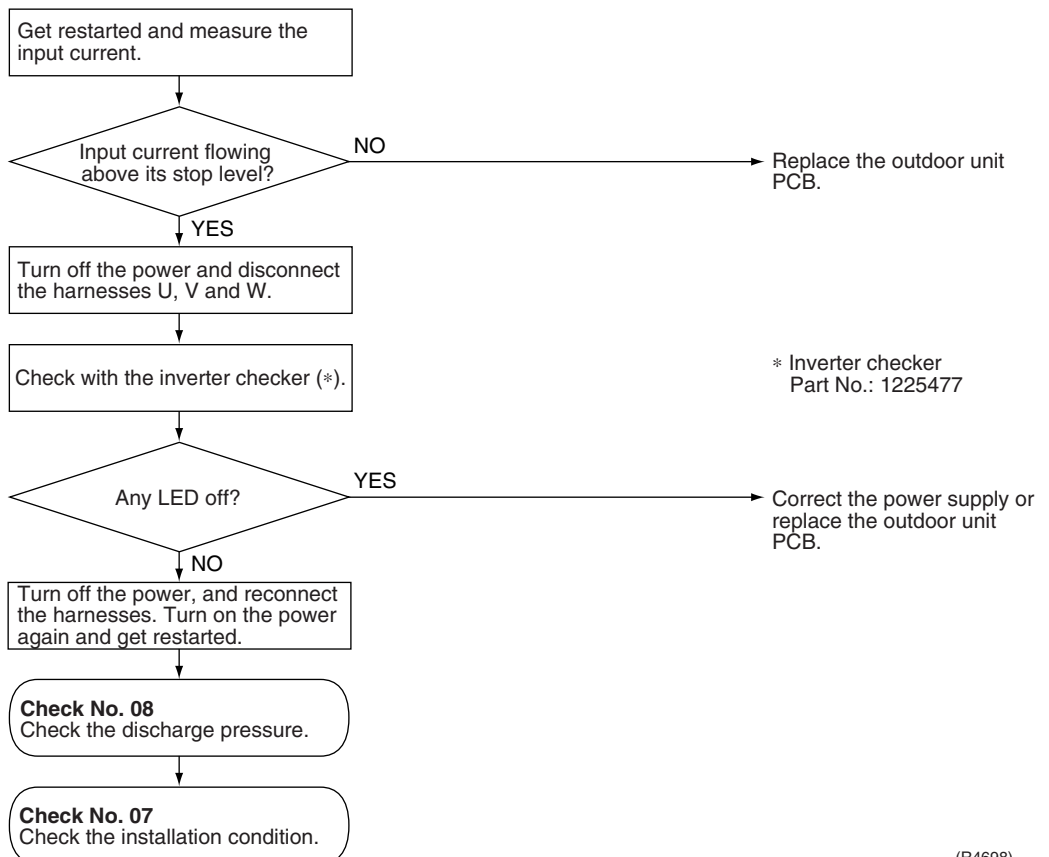 Get restarted and measure the
input current.
Input current flowing
above its stop level?
NO
Replace the outdoor unit
PCB.
YES
Turn off the power and disconnect
the harnesses U, V and W.
Check with the inverter checker (*).
* Inverter checker
Part No.: 1225477
Any LED off?
YES
Correct the power supply or
replace the outdoor unit
PCB.
NO
Turn off the power, and reconnect
the harnesses. Turn on the power
again and get restarted.
Check No. 08
Check the discharge pressure.
Check No. 07
Check the installation condition.
(R4698)